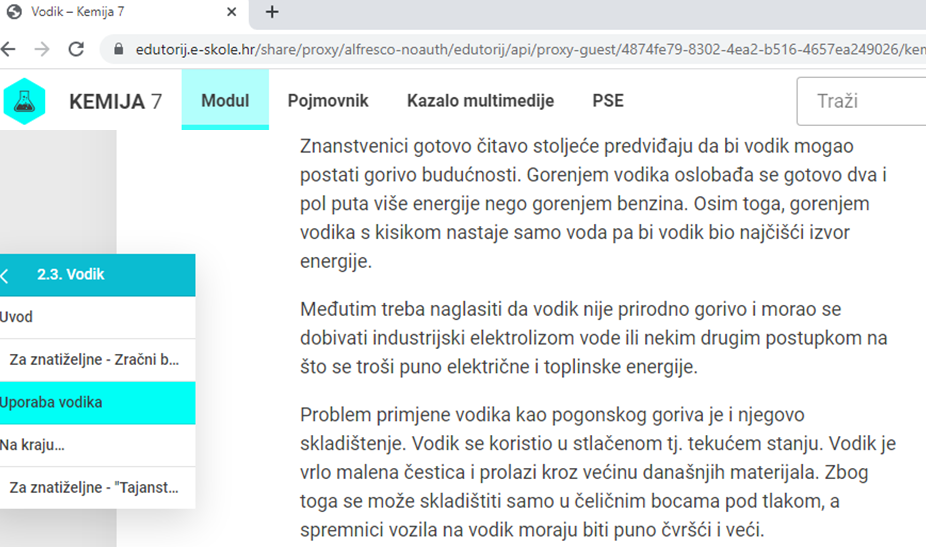 Vodik – Kemija 7
edutorij.e-skole.hr/share/proxy/alfresco-noauth/edutorij/api/proxy-guest/4874fe79-8302-4ea2-b516-4657ea249026/ken
KEMIJA 7
Modul
Pojmovnik
Kazalo multimedije
PSE
Traži
2.3. Vodik
Uvod
Za znatiželjne - Zračni b...
Uporaba vodika
Na kraju...
Za znatiželjne - "Tajanst...
Znanstvenici gotovo čitavo stoljeće predviđaju da bi vodik mogao
postati gorivo budućnosti. Gorenjem vodika oslobađa se gotovo dva i
pol puta više energije nego gorenjem benzina. Osim toga, gorenjem
vodika s kisikom nastaje samo voda pa bi vodik bio najčišći izvor
energije.
Međutim treba naglasiti da vodik nije prirodno gorivo i morao se
dobivati industrijski elektrolizom vode ili nekim drugim postupkom na
što se troši puno električne i toplinske energije.
Problem primjene vodika kao pogonskog goriva je i njegovo
skladištenje. Vodik se koristio u stlačenom tj. tekućem stanju. Vodik je
vrlo malena čestica i prolazi kroz većinu današnjih materijala. Zbog
toga se može skladištiti samo u čeličnim bocama pod tlakom, a
spremnici vozila na vodik moraju biti puno čvršći i veći.